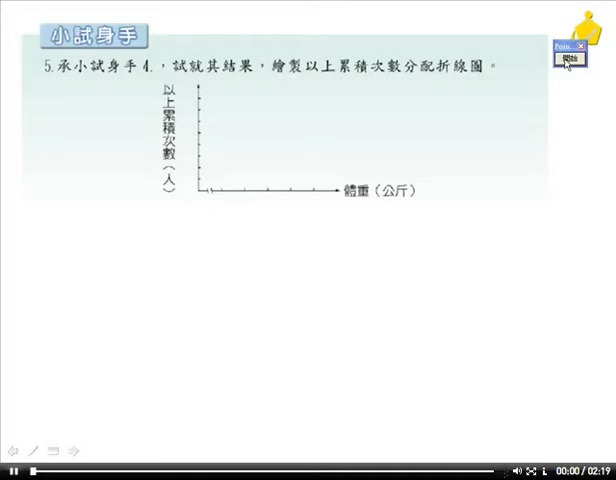 小試身手
Poin...
開始
5.承小試身手4.，試就其結果，繪製以上累積次數分配折線圖。
以上累積次數（人）
體重（公斤）
00:00 / 02:19